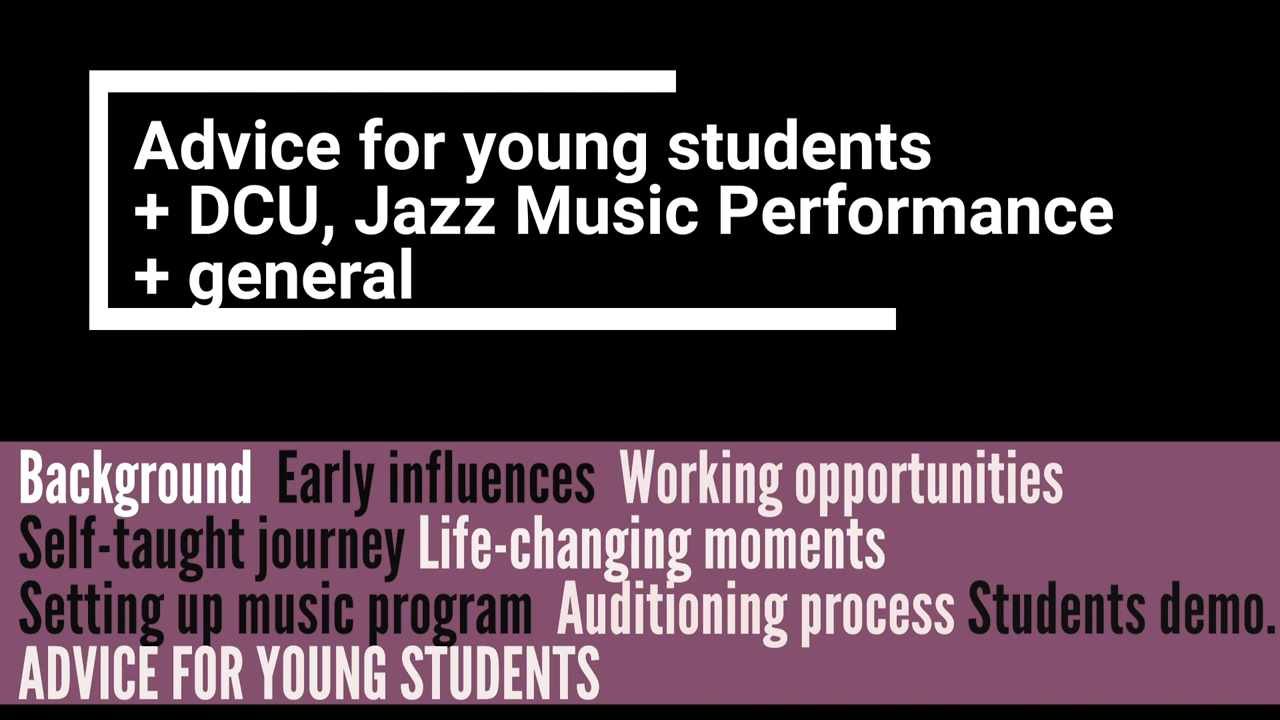 Advice for young students
+ DCU, Jazz Music Performance
+ general
Background Early influences Working opportunities
Self-taught journey Life-changing moments
Setting up music program Auditioning process Students demo.
ADVICE FOR YOUNG STUDENTS